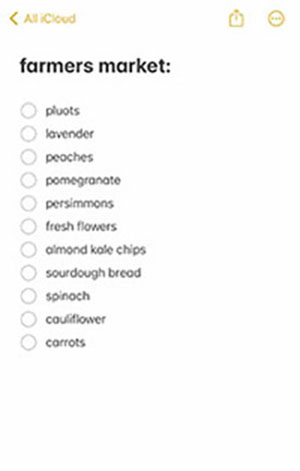 All iCloud
farmers market:
pluots
lavender
peaches
pomegranate
persimmons
fresh flowers
almond kale chips
sourdough bread
spinach
cauliflower
carrots